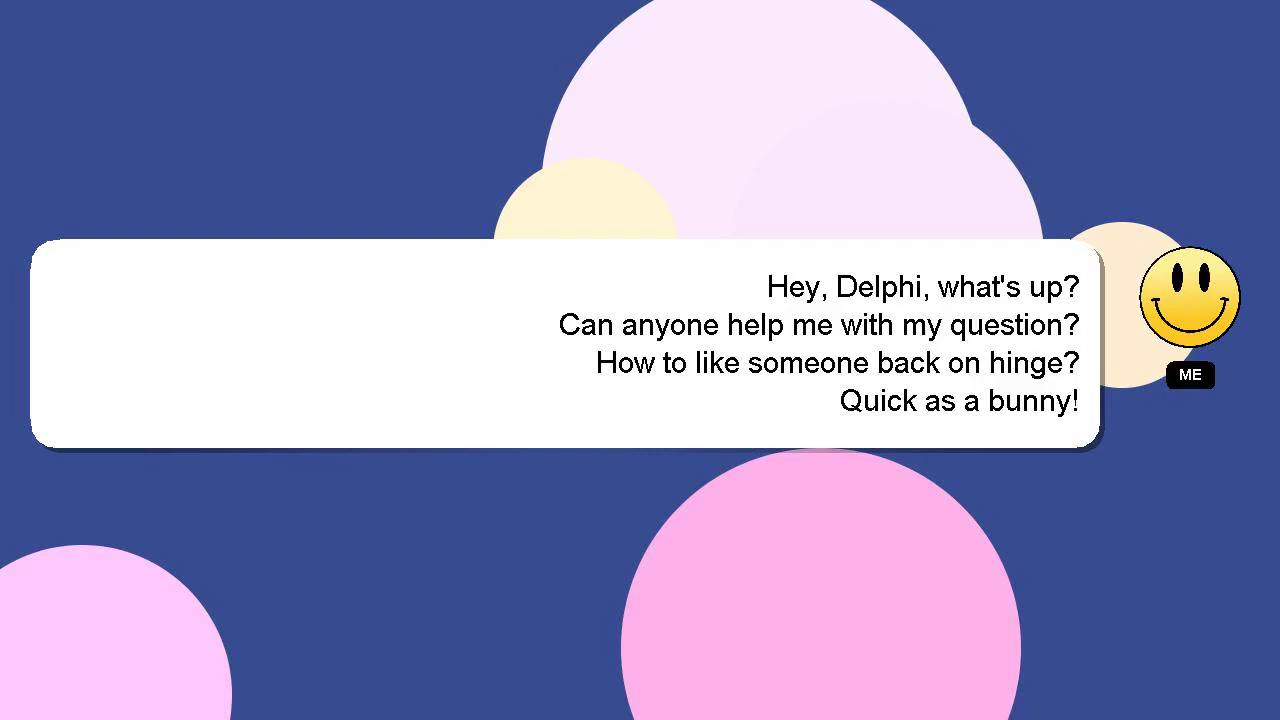 Hey, Delphi, what's up?
Can anyone help me with my question?
How to like someone back on hinge?
Quick as a bunny!
ME